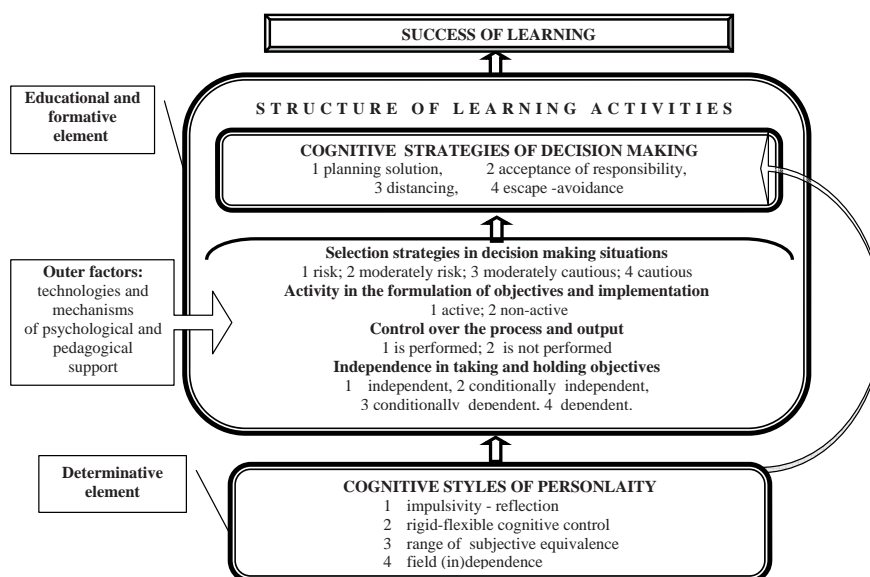 SUCCESS OF LEARNING
Educational and
formative
element
STRUCTURE OF LEARNING ACTIVITIES
COGNITIVE STRATEGIES OF DECISION MAKING
1 planning solution, 2 acceptance of responsibility,
3 distancing, 4 escape -avoidance
Outer factors:
technologies and
mechanisms
of psychological and
pedagogical
support
Selection strategies in decision making situations
1 risk; 2 moderately risk; 3 moderately cautious; 4 cautious
Activity in the formulation of objectives and implementation
1 active; 2 non-active
Control over the process and output
1 is performed; 2 is not performed
Independence in taking and holding objectives
1 independent, 2 conditionally independent,
3 conditionally dependent, 4 dependent.
Determinative
element
COGNITIVE STYLES OF PERSONLAITY
1 impulsivity - reflection
2 rigid-flexible cognitive control
3 range of subjective equivalence
4 field (in)dependence